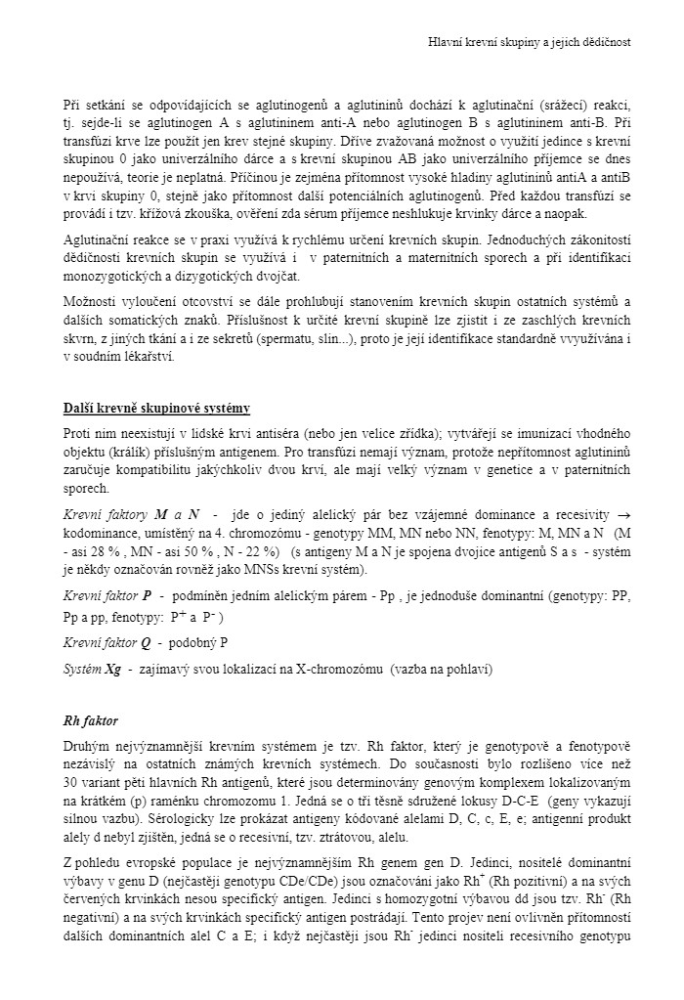 Hlavní krevní skupiny a jejich dědičnost
Při setkání se odpovídajících se aglutinogenů a aglutininů dochází k aglutinační (srážecí) reakci,
tj. sejde-li se aglutinogen A s aglutininem anti-A nebo aglutinogen B s aglutininem anti-B. Při
transfúzi krve lze použít jen krev stejné skupiny. Dříve zvažovaná možnost o využití jedince s krevní
skupinou 0 jako univerzálního dárce a s krevní skupinou AB jako univerzálního příjemce se dnes
nepoužívá, teorie je neplatná. Příčinou je zejména přítomnost vysoké hladiny aglutininů antiA a antiB
v krvi skupiny 0, stejně jako přítomnost další potenciálních aglutinogenů. Před každou transfúzí se
provádí i tzv. křížová zkouška, ověření zda sérum příjemce neshlukuje krvinky dárce a naopak.
Aglutinační reakce se v praxi využívá k rychlému určení krevních skupin. Jednoduchých zákonitostí
dědičnosti krevních skupin se využívá i v paternitních a maternitních sporech a při identifikaci
monozygotických a dizygotických dvojčat.
Možnosti vyloučení otcovství se dále prohlubují stanovením krevních skupin ostatních systémů a
dalších somatických znaků. Příslušnost k určité krevní skupině lze zjistit i ze zaschlých krevních
skvrn, z jiných tkání a i ze sekretů (spermatu, slin...), proto je její identifikace standardně vvyužívána i
v soudním lékařství.
Další krevně skupinové systémy
Proti nim neexistují v lidské krvi antiséra (nebo jen velice zřídka); vytvářejí se imunizací vhodného
objektu (králík) příslušným antigenem. Pro transfúzi nemají význam, protože nepřítomnost aglutininů
zaručuje kompatibilitu jakýchkoliv dvou krví, ale mají velký význam v genetice a v paternitních
sporech.
Krevní faktory M a N - jde o jediný alelický pár bez vzájemné dominance a recesivity →
kodominance, umístěný na 4. chromozómu - genotypy MM, MN nebo NN, fenotypy: M, MN a N (M
- asi 28 % , MN - asi 50 % , N - 22 %) (s antigeny M a N je spojena dvojice antigenů S a s - systém
je někdy označován rovněž jako MNSs krevní systém).
Krevní faktor P - podmíněn jedním alelickým párem - Pp , je jednoduše dominantní (genotypy: PP,
Pp a pp, fenotypy: P⁺ a P⁻ )
Krevní faktor Q - podobný P
Systém Xg - zajímavý svou lokalizací na X-chromozómu (vazba na pohlaví)
Rh faktor
Druhým nejvýznamnější krevním systémem je tzv. Rh faktor, který je genotypově a fenotypově
nezávislý na ostatních známých krevních systémech. Do současnosti bylo rozlišeno více než
30 variant pěti hlavních Rh antigenů, které jsou determinovány genovým komplexem lokalizovaným
na krátkém (p) raménku chromozomu 1. Jedná se o tři těsně sdružené lokusy D-C-E (geny vykazují
silnou vazbu). Sérologicky lze prokázat antigeny kódované alelami D, C, c, E, e; antigenní produkt
alely d nebyl zjištěn, jedná se o recesivní, tzv. ztrátovou, alelu.
Z pohledu evropské populace je nejvýznamnějším Rh genem gen D. Jedinci, nositelé dominantní
výbavy v genu D (nejčastěji genotypu CDe/CDe) jsou označování jako Rh⁺ (Rh pozitivní) a na svých
červených krvinkách nesou specifický antigen. Jedinci s homozygotní výbavou dd jsou tzv. Rh⁻ (Rh
negativní) a na svých krvinkách specifický antigen postrádají. Tento projev není ovlivněn přítomností
dalších dominantních alel C a E; i když nejčastěji jsou Rh⁻ jedinci nositeli recesivního genotypu